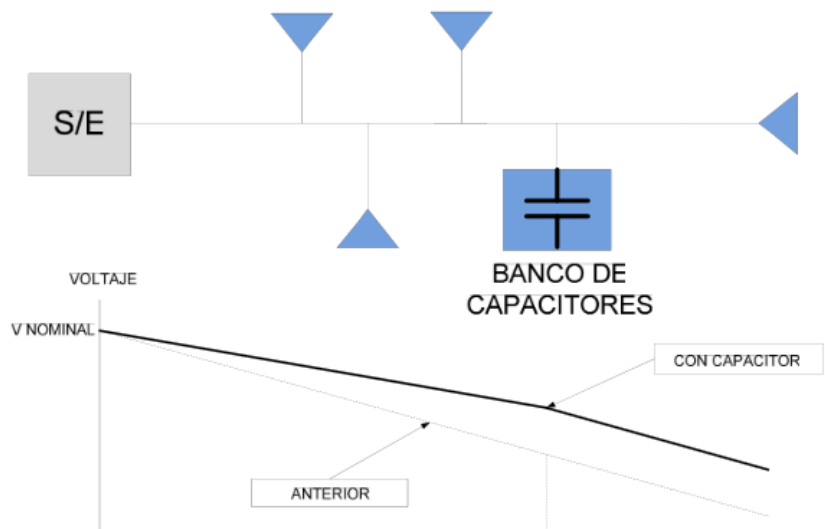 S/E
BANCO DE
CAPACITORES
VOLTAJE
V NOMINAL
CON CAPACITOR
ANTERIOR